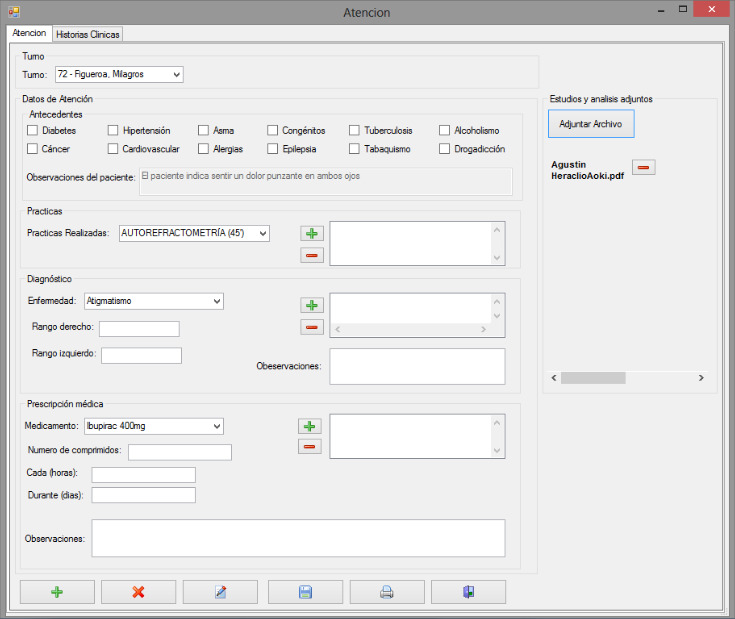 Atencion
Atencion
Historias Clinicas
Turno
Turno: 72 - Figueroa, Milagros
Datos de Atención
Antecedentes
Diabetes Hipertensión Asma Congénitos Tuberculosis Alcoholismo
Cáncer Cardiovascular Alergias Epilepsia Tabaquismo Drogadicción
Observaciones del paciente: El paciente indica sentir un dolor punzante en ambos ojos
Practicas
Practicas Realizadas: AUTOREFRACTOMETRÍA (45')
Diagnóstico
Enfermedad: Atigmatismo
Rango derecho:
Rango izquierdo:
Obeservaciones:
Prescripción médica
Medicamento: Ibupirac 400mg
Numero de comprimidos:
Cada (horas):
Durante (dias):
Observaciones:
Estudios y analisis adjuntos
Adjuntar Archivo
Agustin
HeraclioAoki.pdf